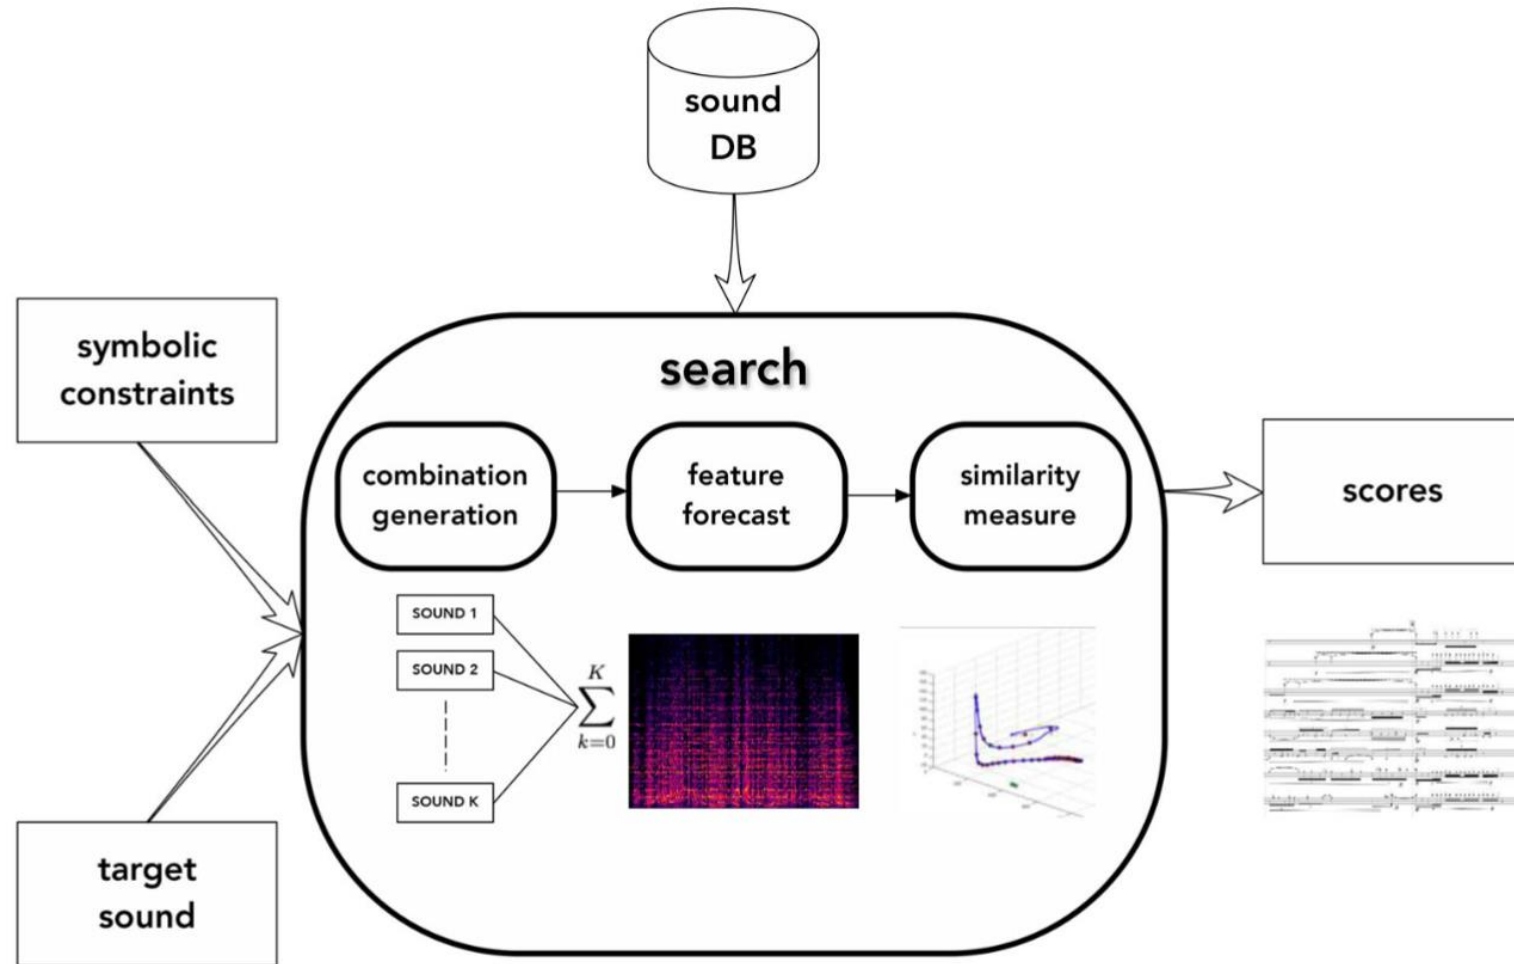 sound
DB
symbolic
constraints
search
combination
generation
feature
forecast
similarity
measure
scores
SOUND 1
SOUND 2
SOUND K
K
∑
k=0
target
sound